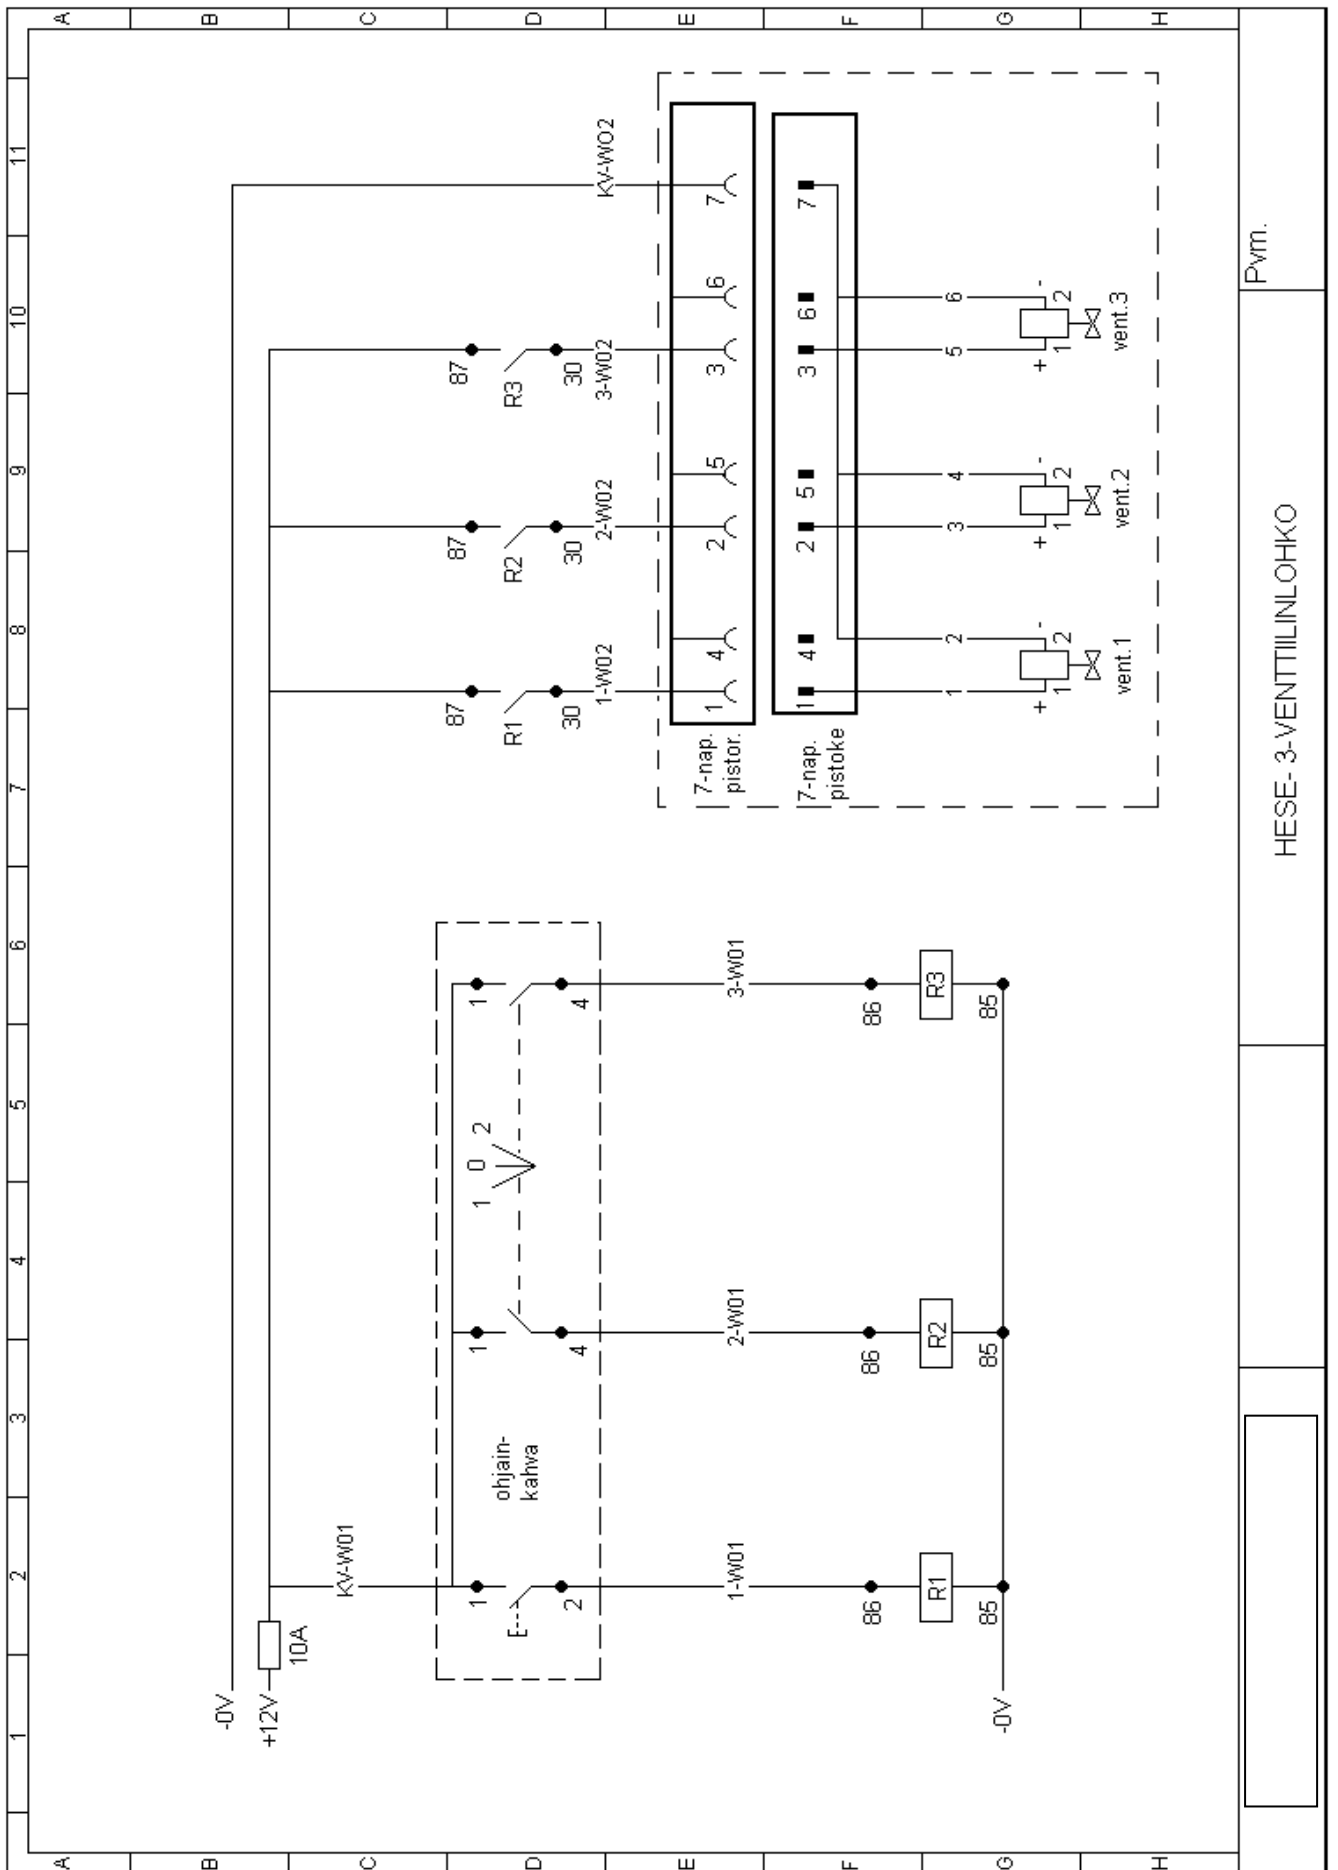 A B C D E F G H
1 2 3 4 5 6 7 8 9 10 11
-0V
+12V
10A
KV-W01
KV-WO2
87 87 87
R1 R2 R3
30 30 30
1-W02 2-W02 3-W02
1 1 0 2 1 1
E
ohjain-
kahva
2 4 4
1-W01 2-W01 3-W01
86 86 86
R1 R2 R3
85 85 85
-0V
7-nap.
pistor.
1 4 2 5 3 6 7
7-nap.
pistoke
1 4 2 5 3 6 7
1 2 3 4 5 6
+ 1 2 -
vent.1
+ 1 2 -
vent.2
+ 1 2 -
vent.3
A B C D E F G H
HESE- 3-VENTTIILINLOHKO
Pvm.